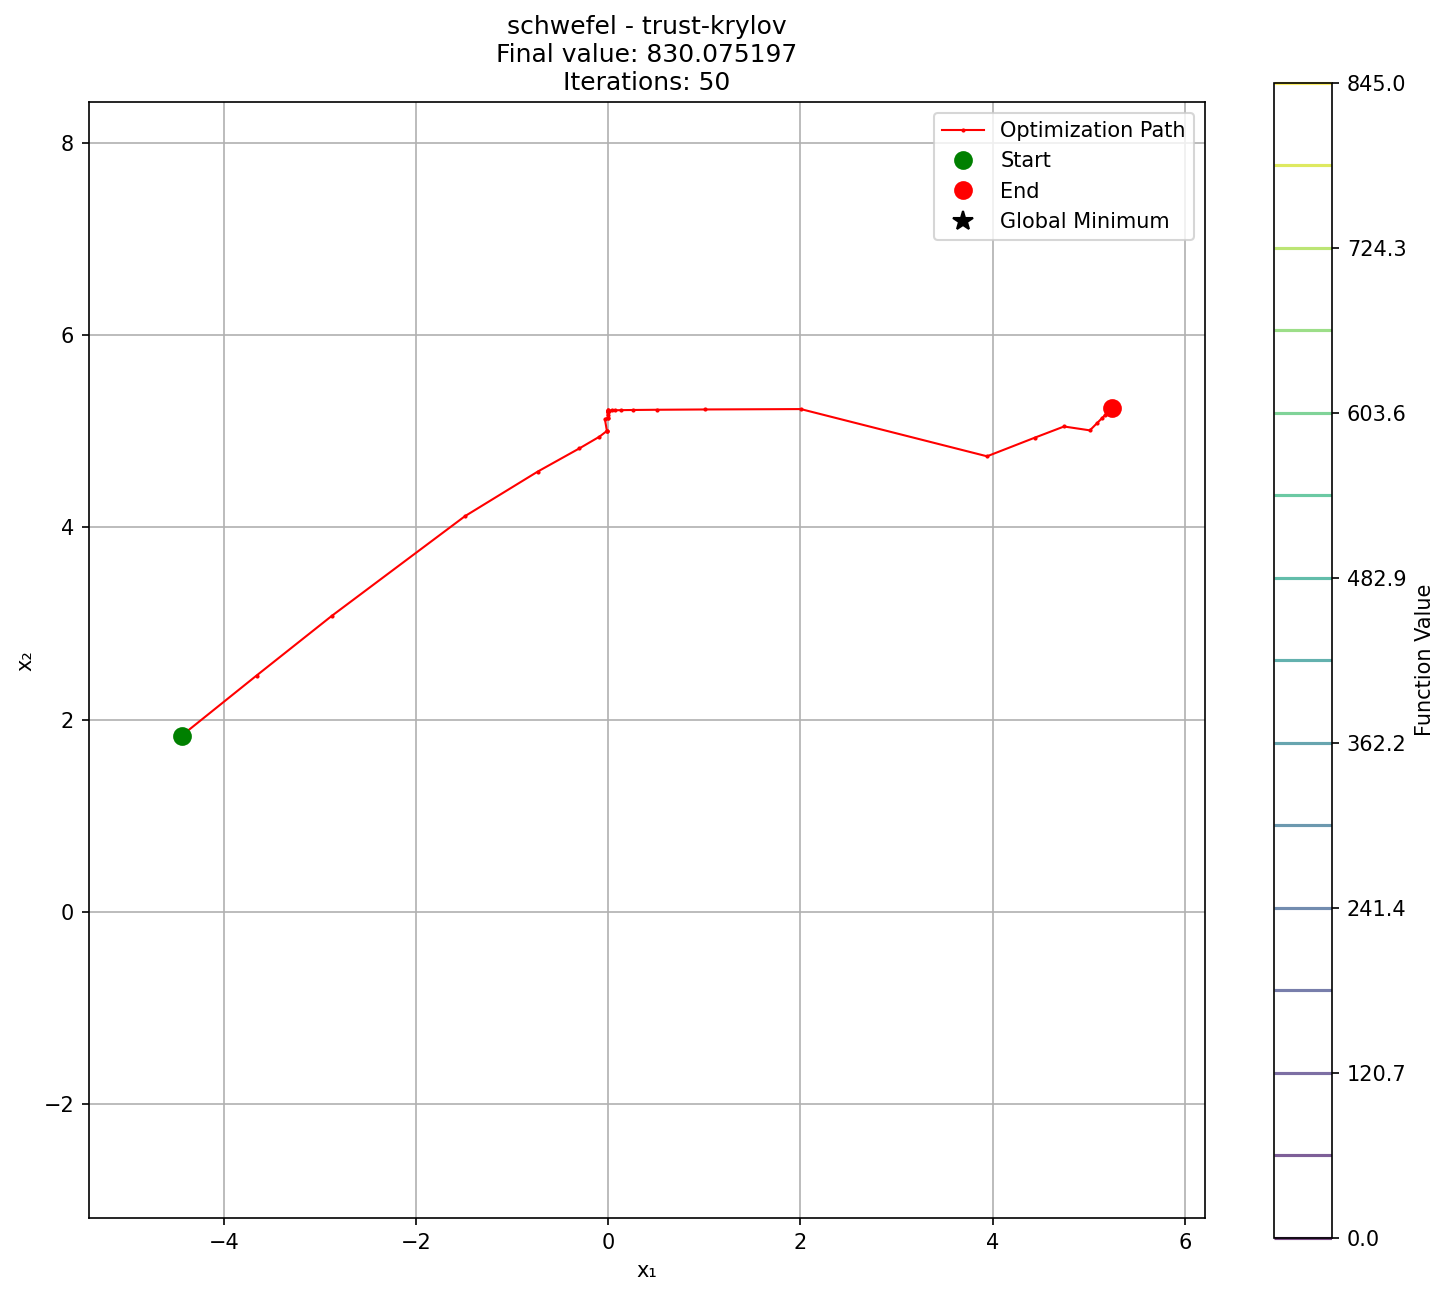 schwefel - trust-krylov
Final value: 830.075197
Iterations: 50
Optimization Path
Start
End
Global Minimum
8
6
4
2
0
−2
x₂
−4
−2
0
2
4
6
x₁
845.0
724.3
603.6
482.9
362.2
241.4
120.7
0.0
Function Value